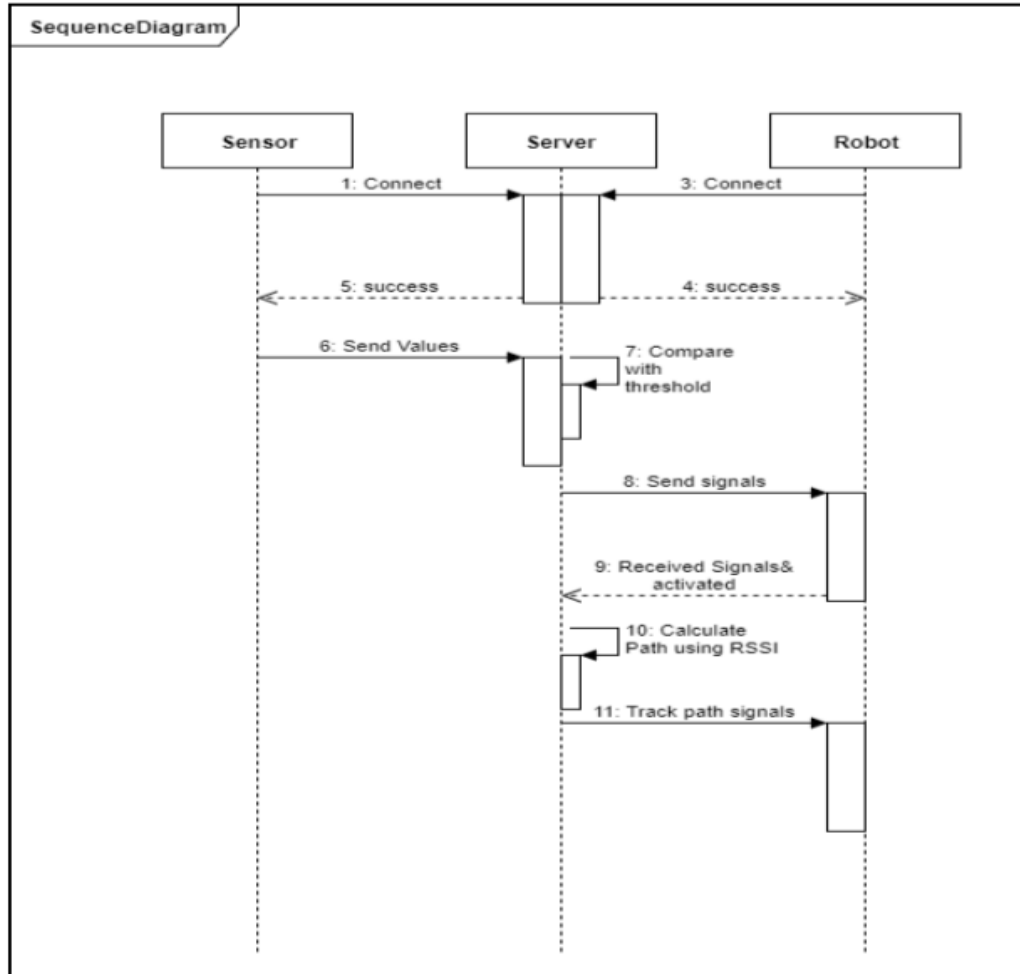 SequenceDiagram
Sensor
Server
Robot
1: Connect
3: Connect
5: success
4: success
6: Send Values
7: Compare
with
threshold
8: Send signals
9: Received Signals&
activated
10: Calculate
Path using RSSI
11: Track path signals